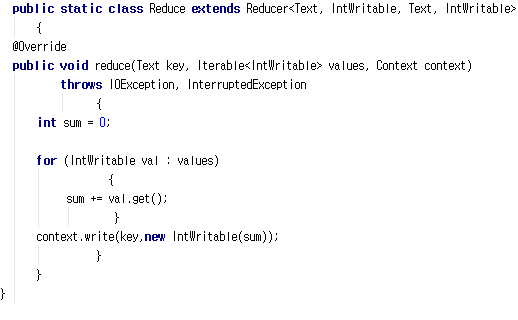 public static class Reduce extends Reducer<Text, IntWritable, Text, IntWritable>
{
@Override
public void reduce(Text key, Iterable<IntWritable> values, Context context)
throws IOException, InterruptedException
{
int sum = 0;
for (IntWritable val : values)
{
sum += val.get();
}
context.write(key,new IntWritable(sum));
}
}
}